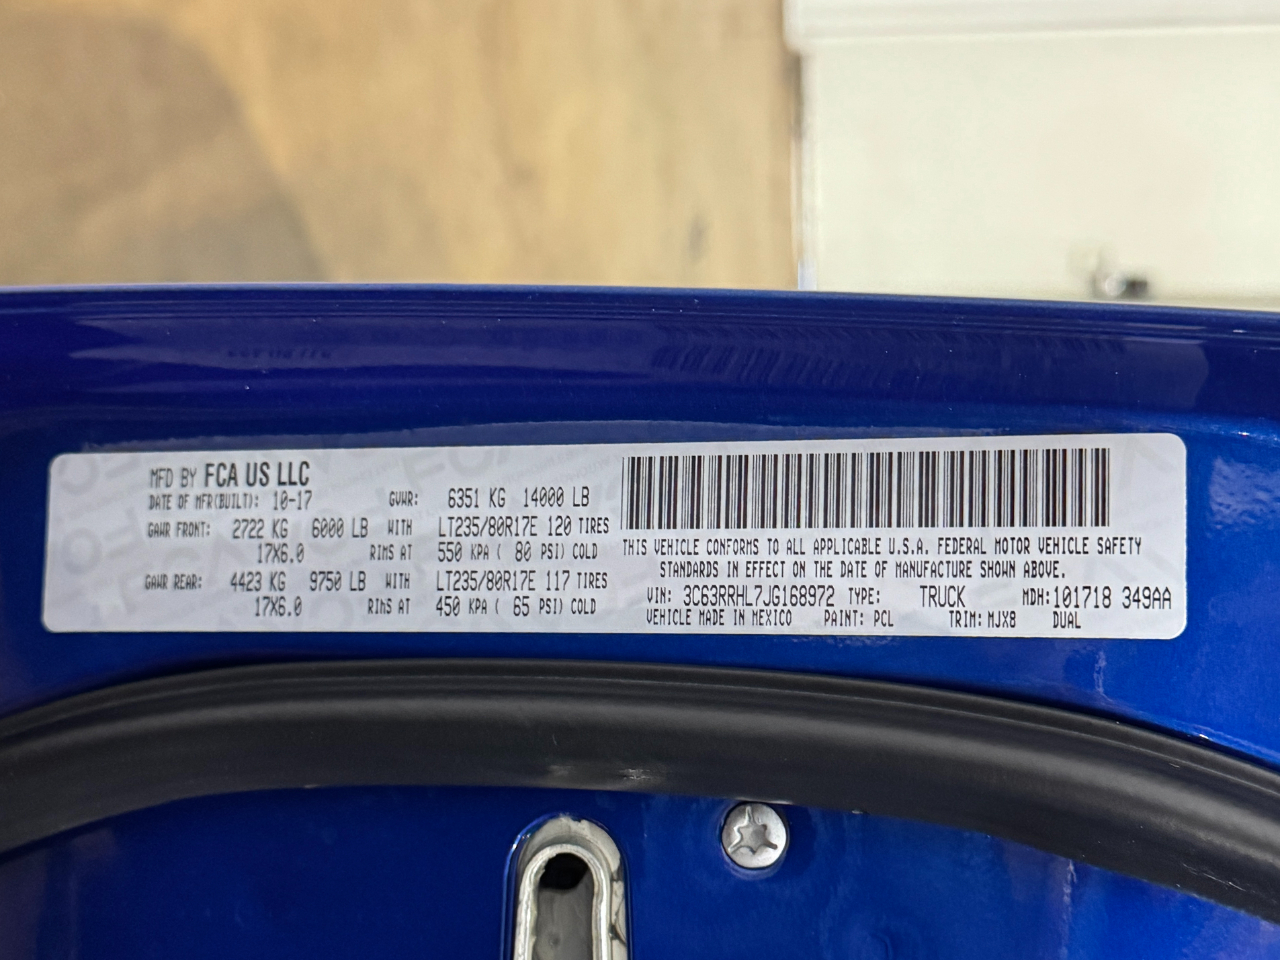 MFD BY FCA US LLC
DATE OF MFR(BUILT): 10-17 GVWR: 6351 KG 14000 LB
GAWR FRONT: 2722 KG 6000 LB WITH LT235/80R17E 120 TIRES
17X6.0 RIMS AT 550 KPA ( 80 PSI) COLD
GAWR REAR: 4423 KG 9750 LB WITH LT235/80R17E 117 TIRES
17X6.0 RIMS AT 450 KPA ( 65 PSI) COLD
THIS VEHICLE CONFORMS TO ALL APPLICABLE U.S.A. FEDERAL MOTOR VEHICLE SAFETY
STANDARDS IN EFFECT ON THE DATE OF MANUFACTURE SHOWN ABOVE.
VIN: 3C63RRHL7JG168972 TYPE: TRUCK MDH:101718 349AA
VEHICLE MADE IN MEXICO PAINT: PCL TRIM: MJX8 DUAL